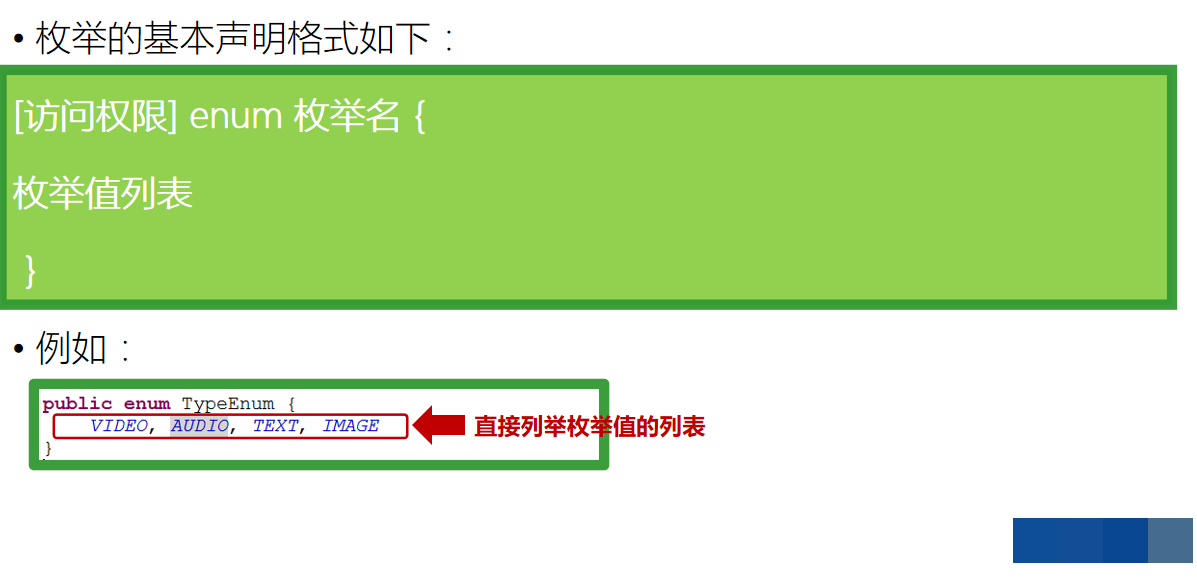 • 枚举的基本声明格式如下：
[访问权限] enum 枚举名 {
枚举值列表
}
• 例如：
public enum TypeEnum {
VIDEO, AUDIO, TEXT, IMAGE
直接列举枚举值的列表
}